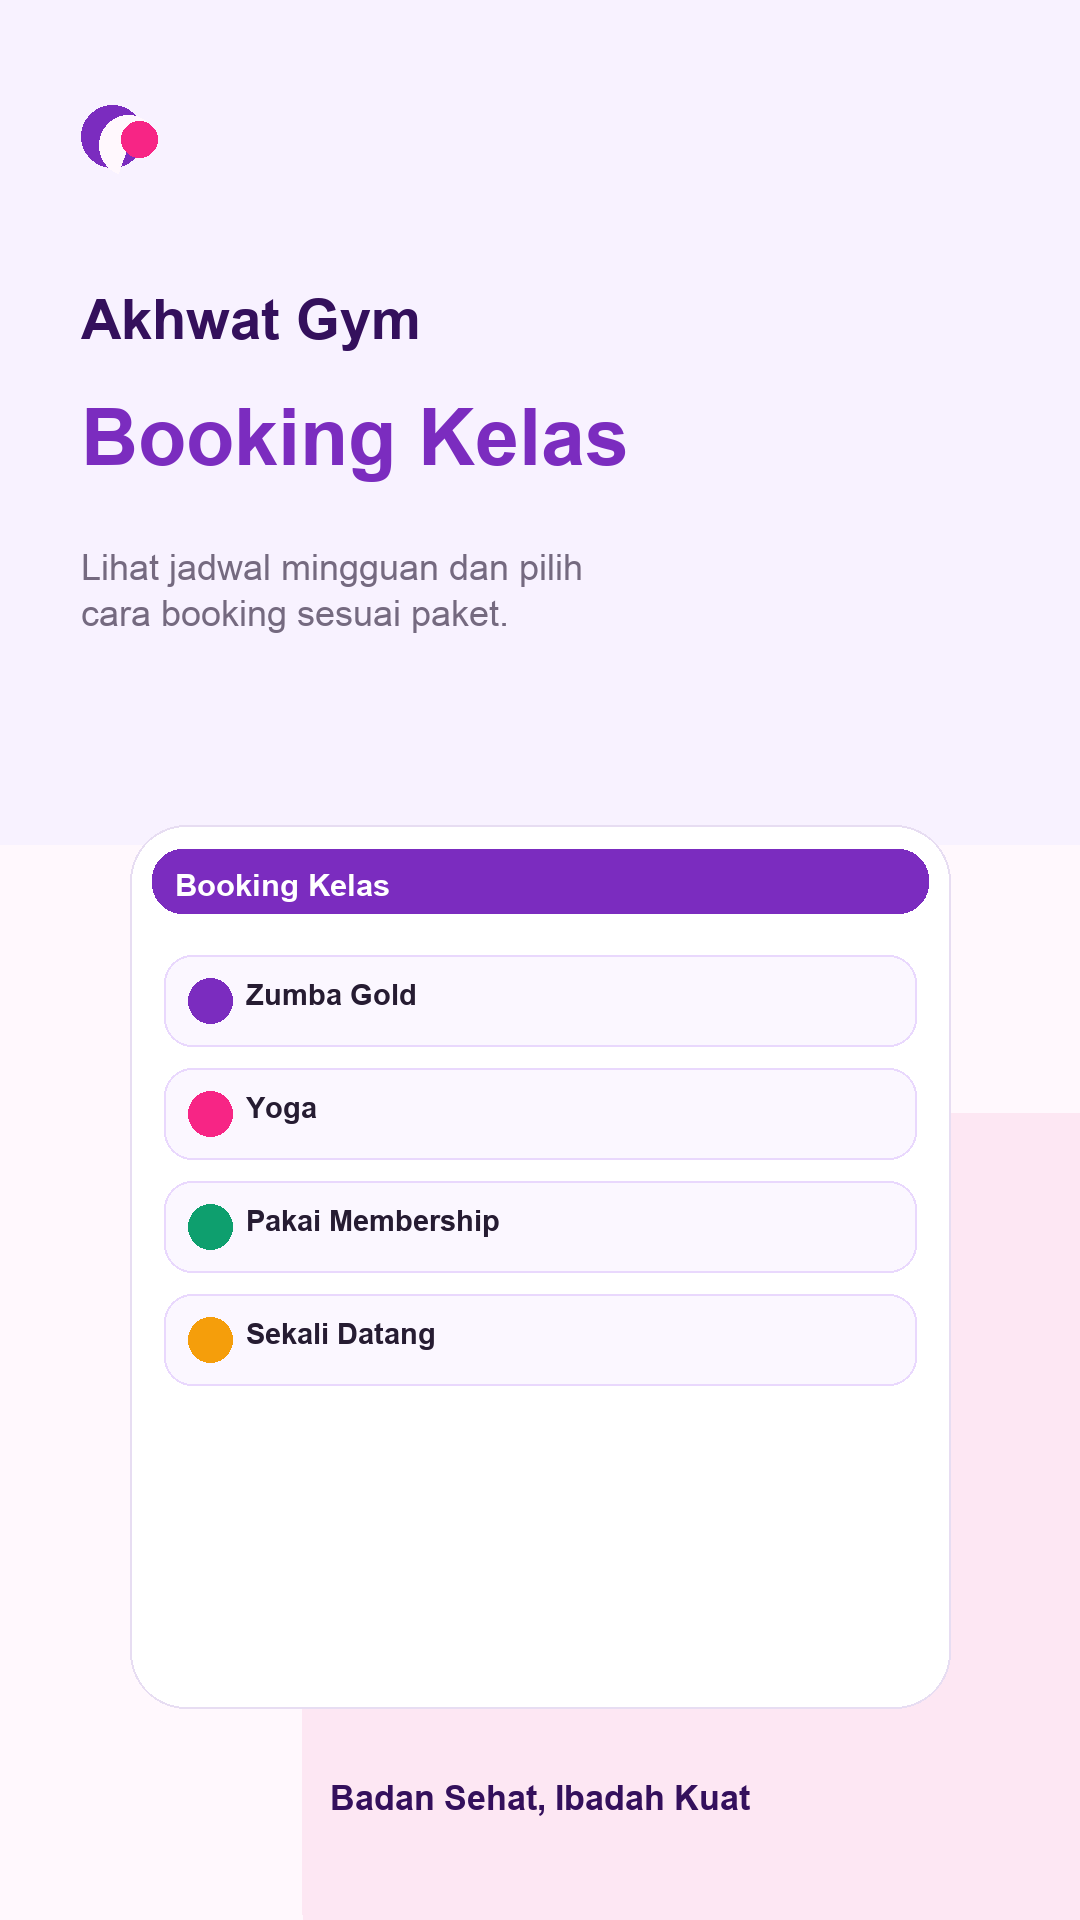 Akhwat Gym
Booking Kelas
Lihat jadwal mingguan dan pilih
cara booking sesuai paket.
Booking Kelas
Zumba Gold
Yoga
Pakai Membership
Sekali Datang
Badan Sehat, Ibadah Kuat